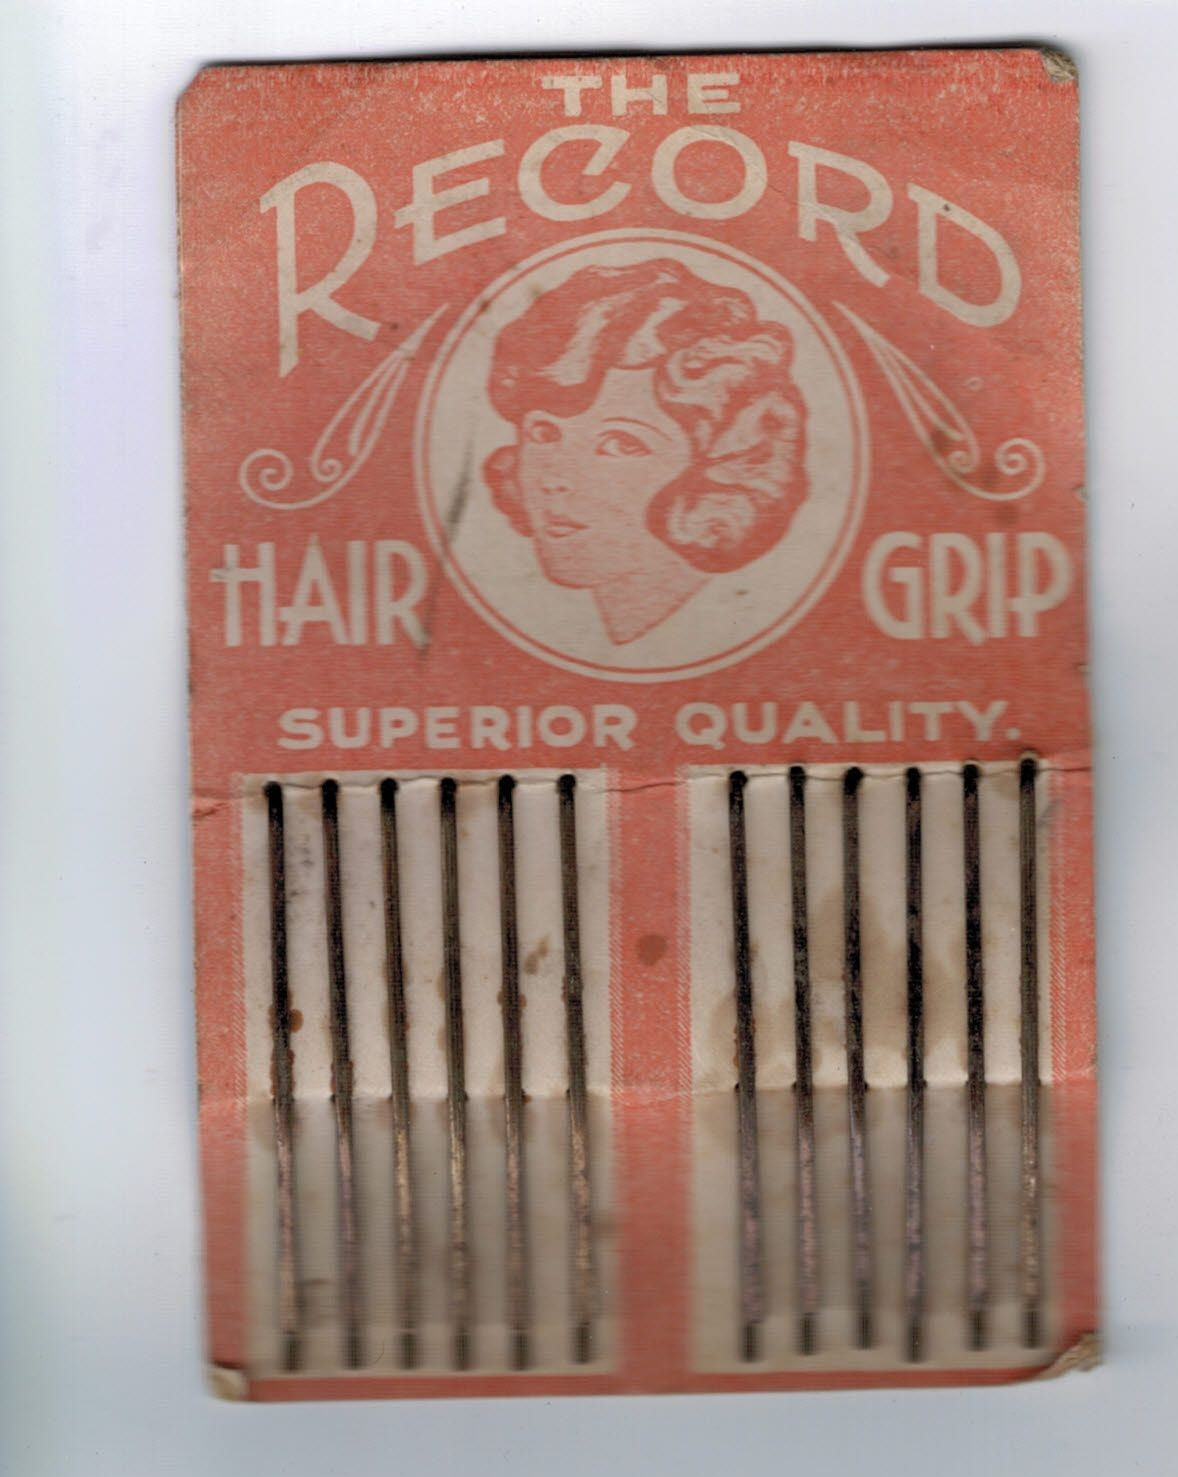 THE
RECORD
HAIR GRIP
SUPERIOR QUALITY.